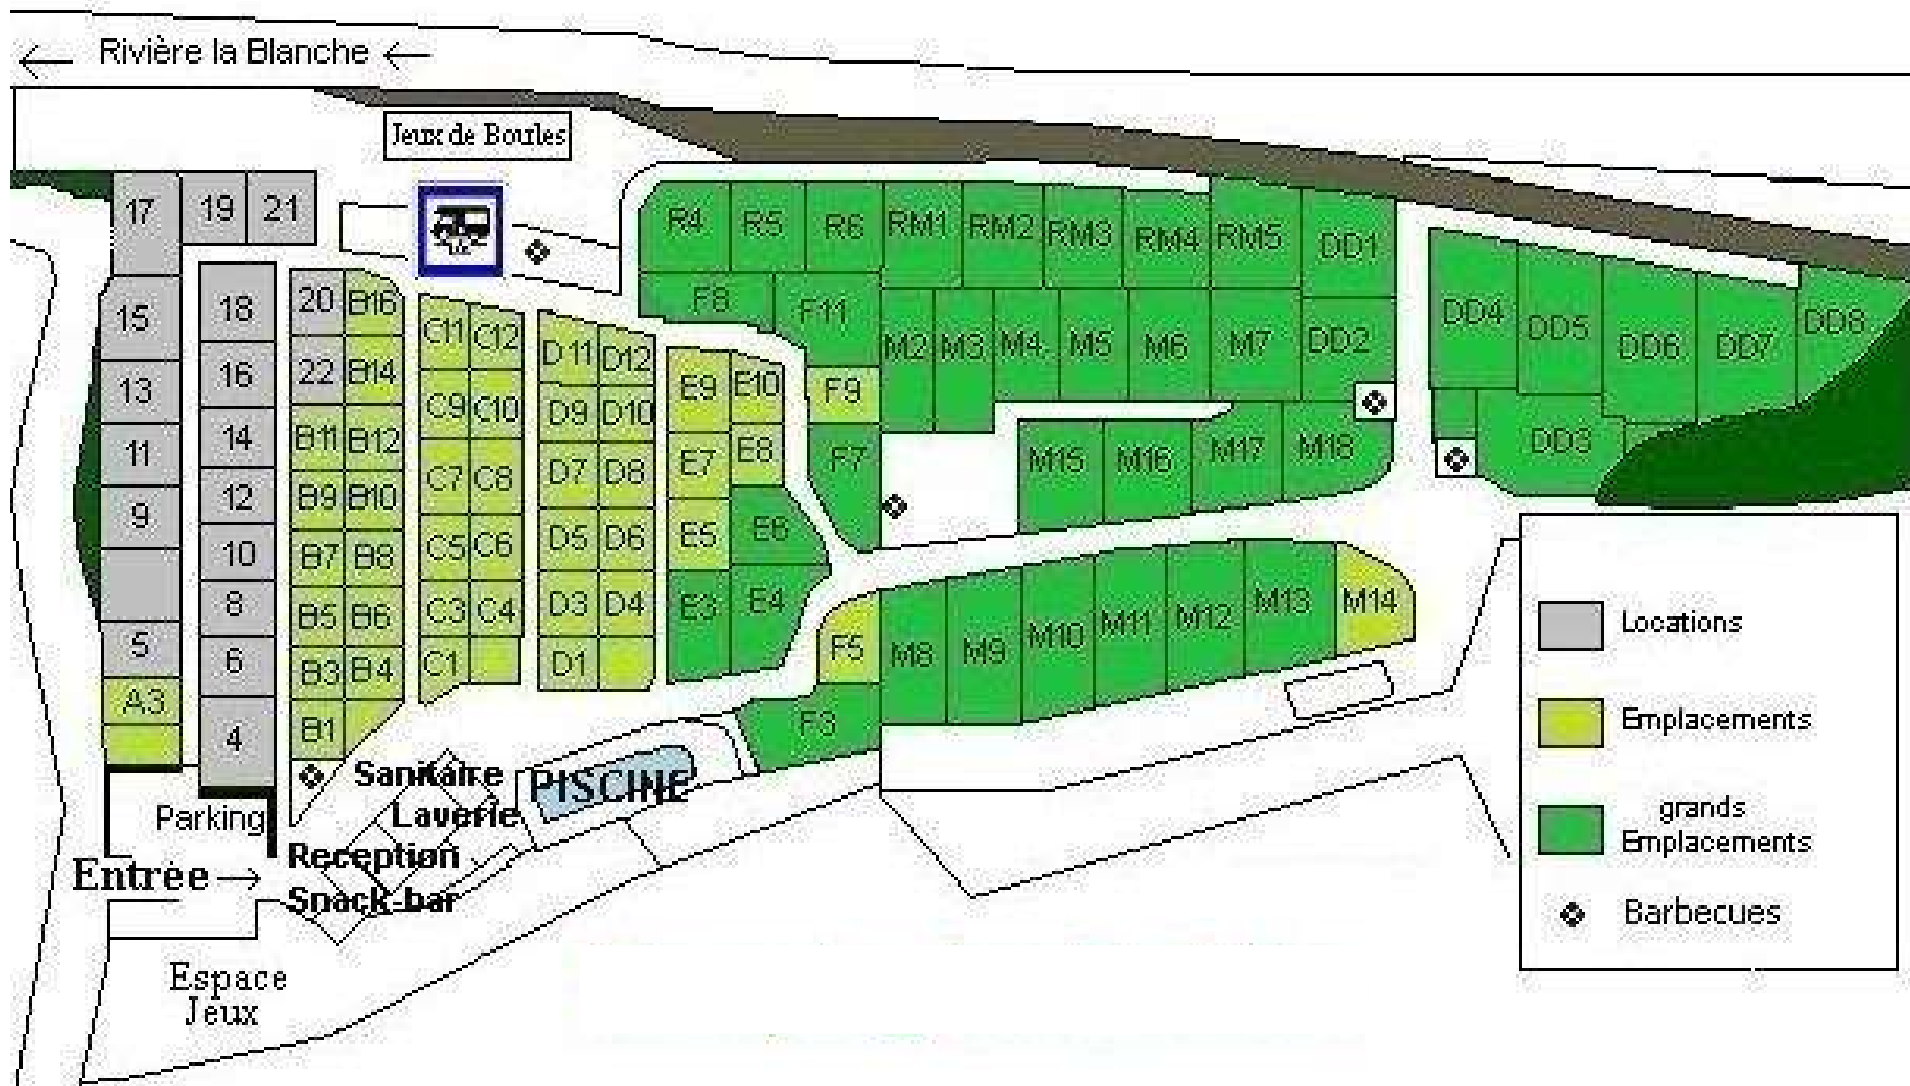 Rivière la Blanche
Jeux de Boules
17 19 21
R4 R5 R6 RM1 RM2 RM3 RM4 RM5 DD1
15 18 20 B16 C11 C12 D11 D12
F8 F11 M2 M3 M4 M5 M6 M7 DD2
DD4 DD5 DD6 DD7 DD8
13 16 22 B14 C9 C10 D9 D10 E9 E10 F9
11 14 B11 B12 C7 C8 D7 D8 E7 E8 F7
M15 M16 M17 M18 DD3
9 12 B9 B10 C5 C6 D5 D6 E5 E6
10 B7 B8
8 B5 B6 C3 C4 D3 D4 E3 E4
5 6 B3 B4 C1 D1 F5 M8 M9 M10 M11 M12 M13 M14
A3 4 B1 F3
Sanitaire
PISCINE
Laverie
Parking
Reception
Entrée
Snack-bar
Espace
Jeux
Locations
Emplacements
grands
Emplacements
Barbecues